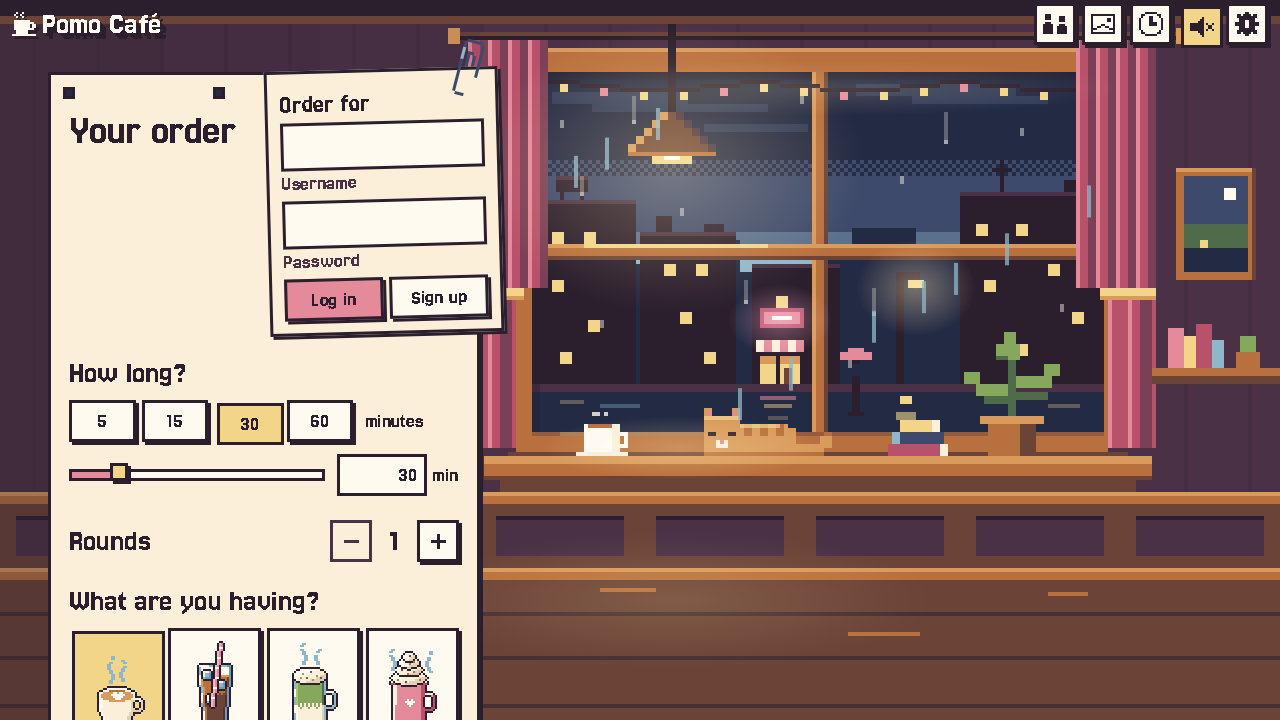 Pomo Café
Your order
Order for
Username
Password
Log in
Sign up
How long?
5
15
30
60
minutes
30
min
Rounds
− 1 +
What are you having?